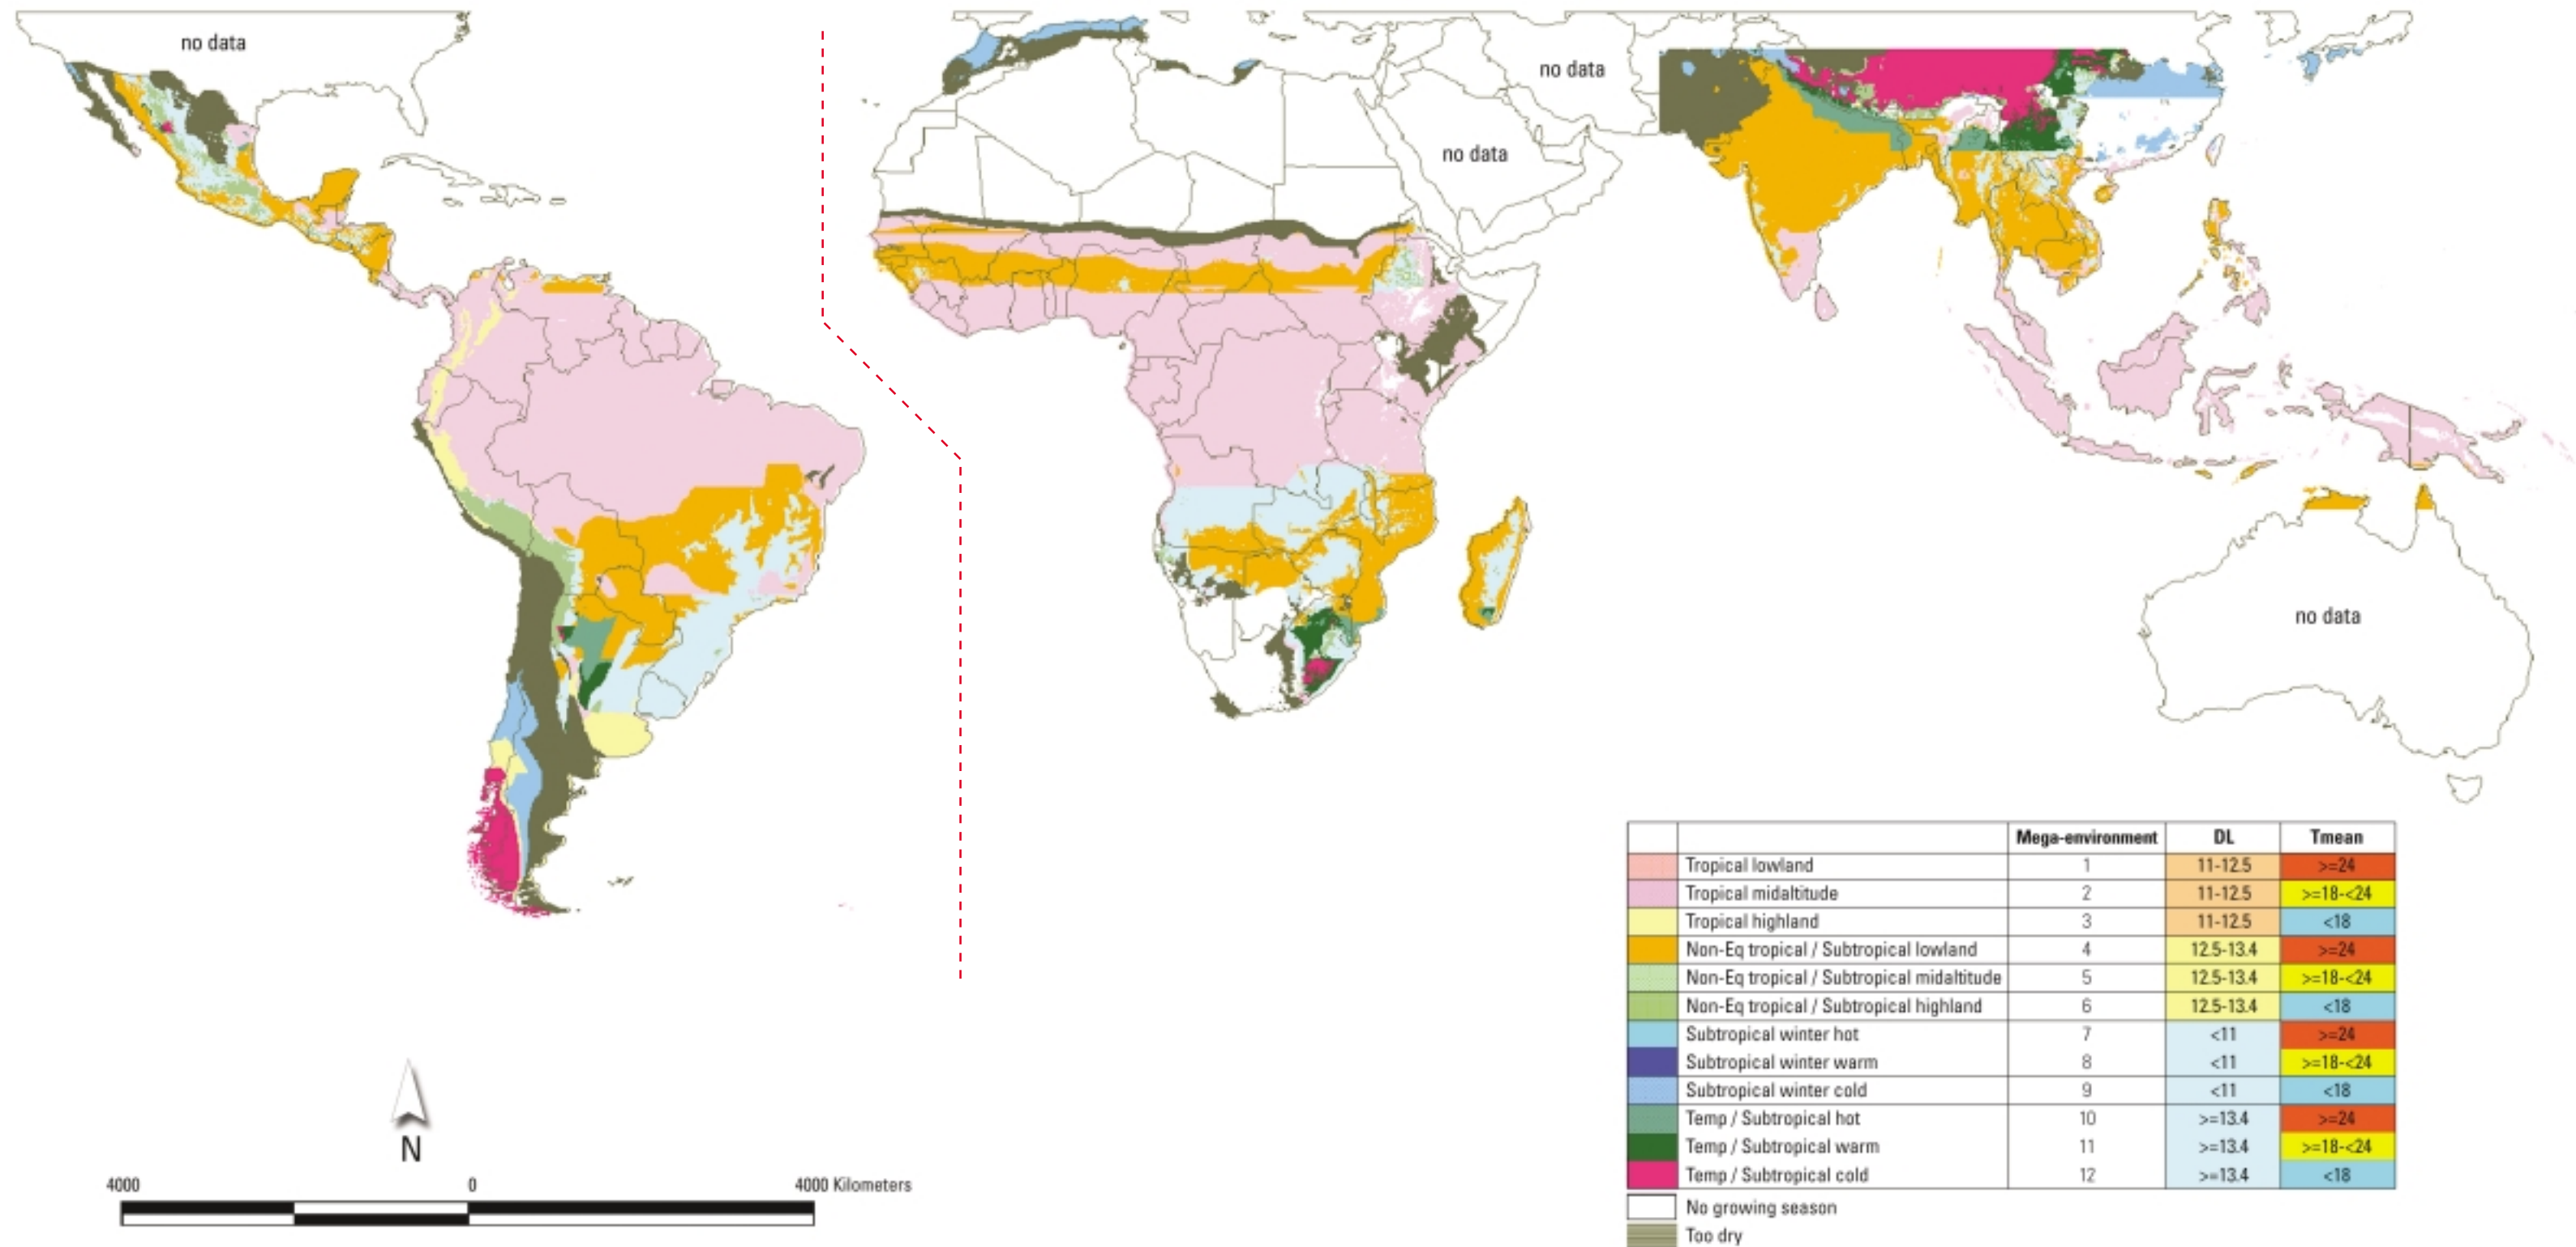 no data
no data
no data
no data
Mega-environment DL Tmean
Tropical lowland 1 11-12.5 >=24
Tropical midaltitude 2 11-12.5 >=18-<24
Tropical highland 3 11-12.5 <18
Non-Eq tropical / Subtropical lowland 4 12.5-13.4 >=24
Non-Eq tropical / Subtropical midaltitude 5 12.5-13.4 >=18-<24
Non-Eq tropical / Subtropical highland 6 12.5-13.4 <18
Subtropical winter hot 7 <11 >=24
Subtropical winter warm 8 <11 >=18-<24
Subtropical winter cold 9 <11 <18
Temp / Subtropical hot 10 >=13.4 >=24
Temp / Subtropical warm 11 >=13.4 >=18-<24
Temp / Subtropical cold 12 >=13.4 <18
No growing season
Too dry
N
4000 0 4000 Kilometers